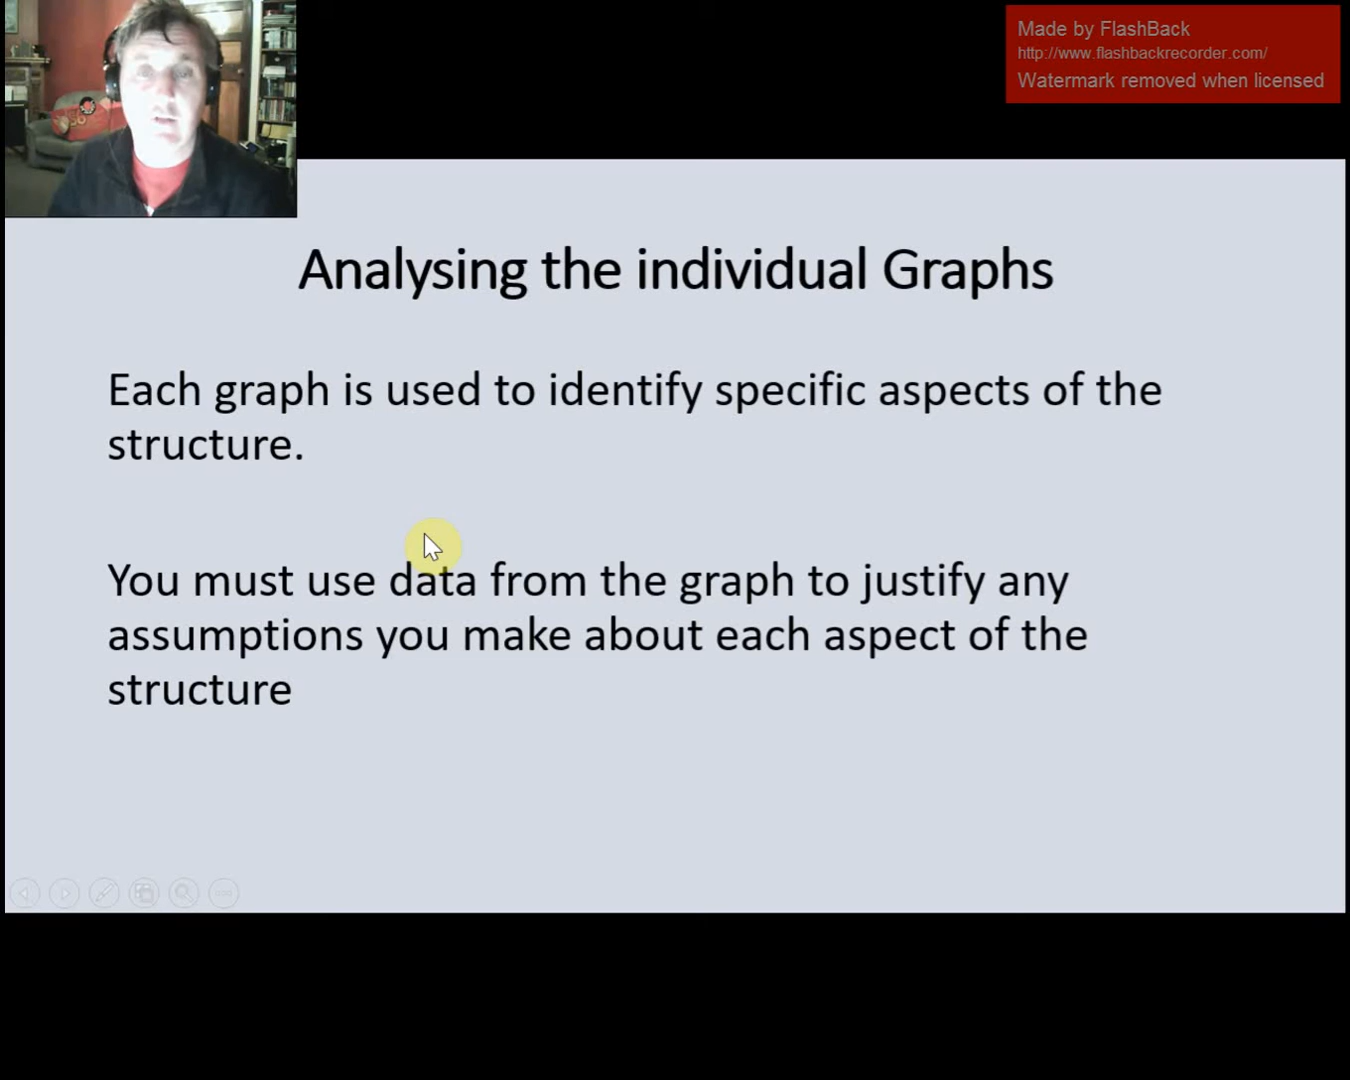 Made by FlashBack
http://www.flashbackrecorder.com/
Watermark removed when licensed
Analysing the individual Graphs
Each graph is used to identify specific aspects of the
structure.
You must use data from the graph to justify any
assumptions you make about each aspect of the
structure